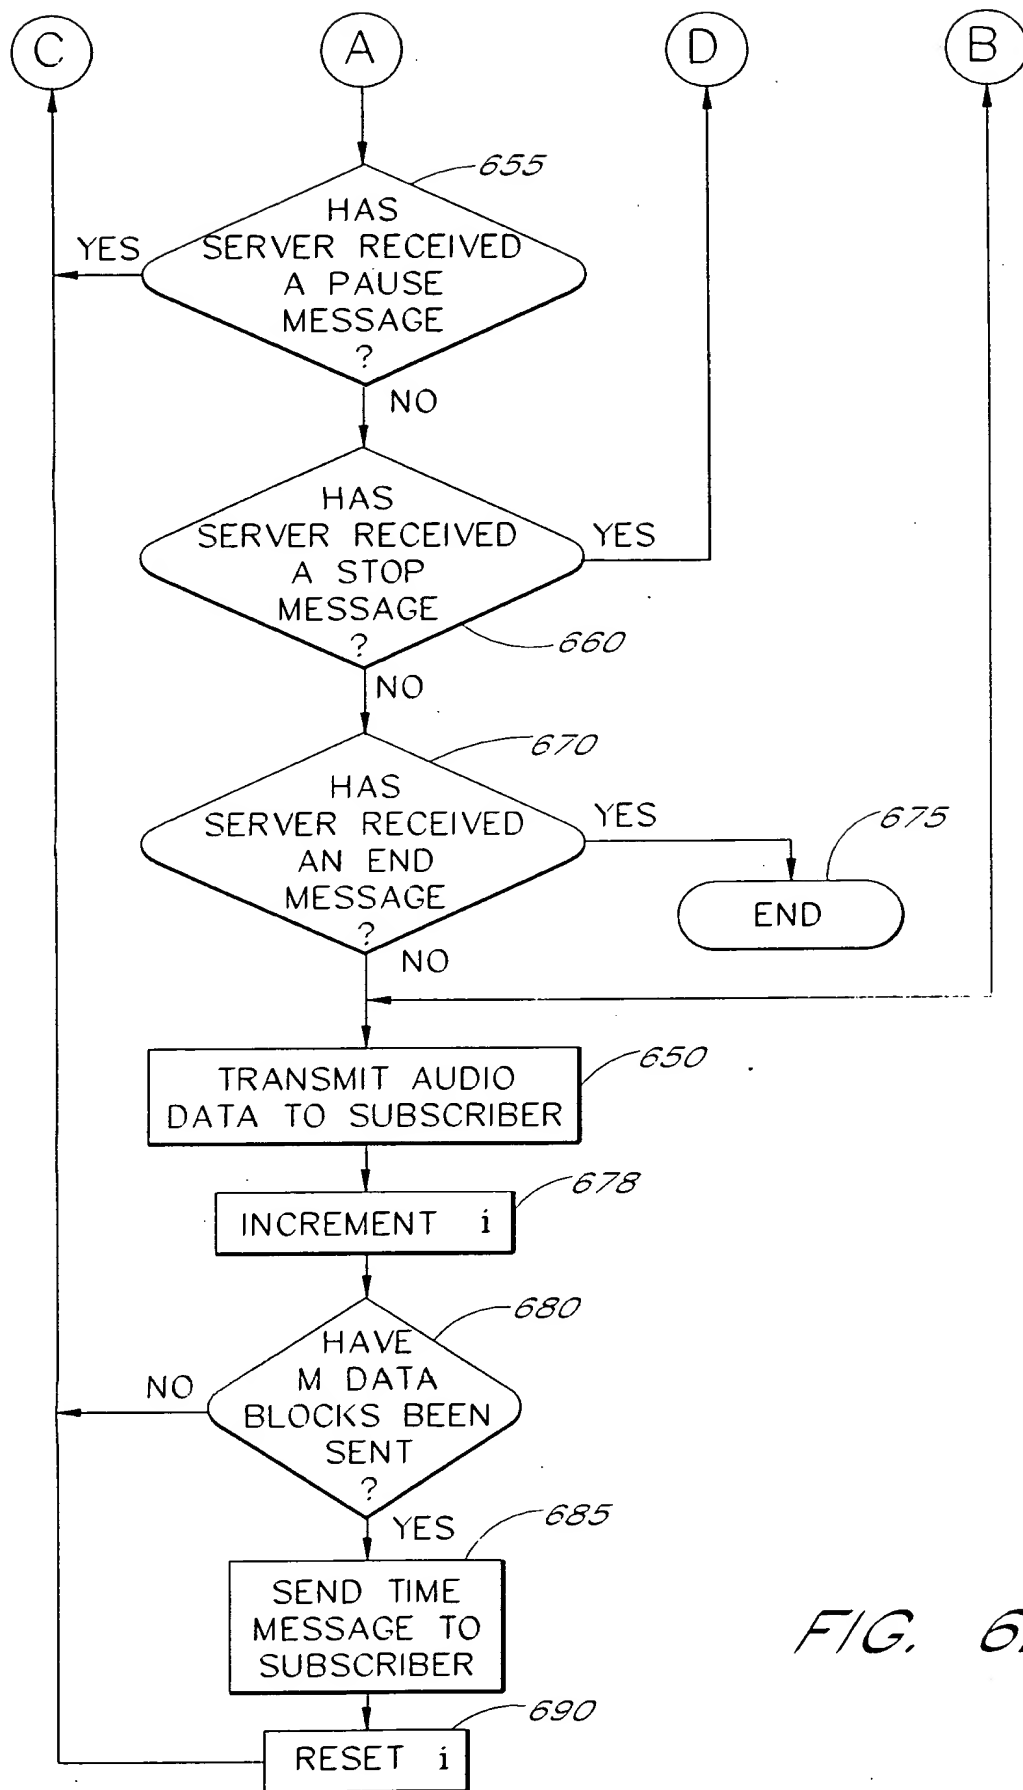 C
A
D
B
655
HAS
SERVER RECEIVED
A PAUSE
MESSAGE
?
YES
NO
HAS
SERVER RECEIVED
A STOP
MESSAGE
?
YES
660
NO
670
HAS
SERVER RECEIVED
AN END
MESSAGE
?
YES
675
END
NO
650
TRANSMIT AUDIO
DATA TO SUBSCRIBER
678
INCREMENT i
680
HAVE
M DATA
BLOCKS BEEN
SENT
?
NO
YES
685
SEND TIME
MESSAGE TO
SUBSCRIBER
690
RESET i
FIG. 6